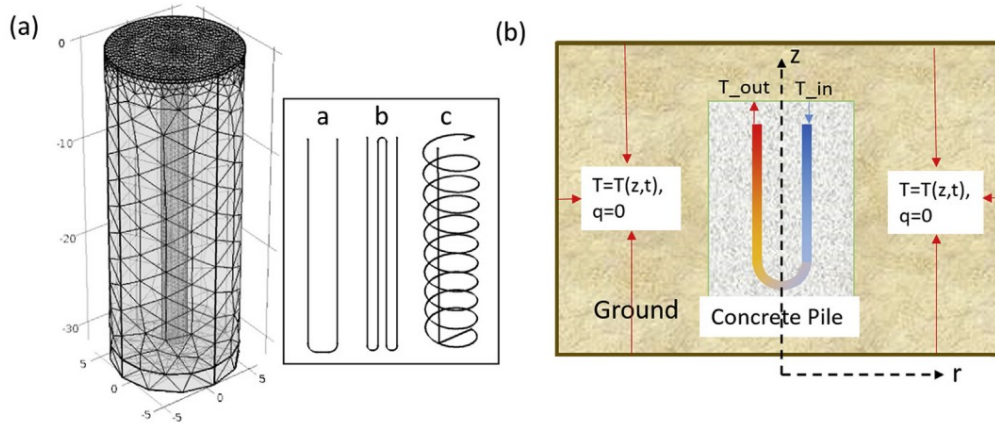 (a)
0
-10
-20
-30
0
-5
-5
0
5
5
a
b
c
(b)
z
T_out
T_in
T=T(z,t),
q=0
T=T(z,t),
q=0
Ground
Concrete Pile
r